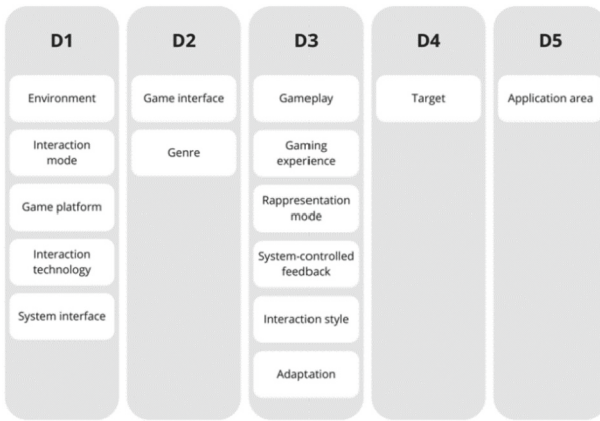 D1
Environment
Interaction
mode
Game platform
Interaction
technology
System interface
D2
Game interface
Genre
D3
Gameplay
Gaming
experience
Rappresentation
mode
System-controlled
feedback
Interaction style
Adaptation
D4
Target
D5
Application area